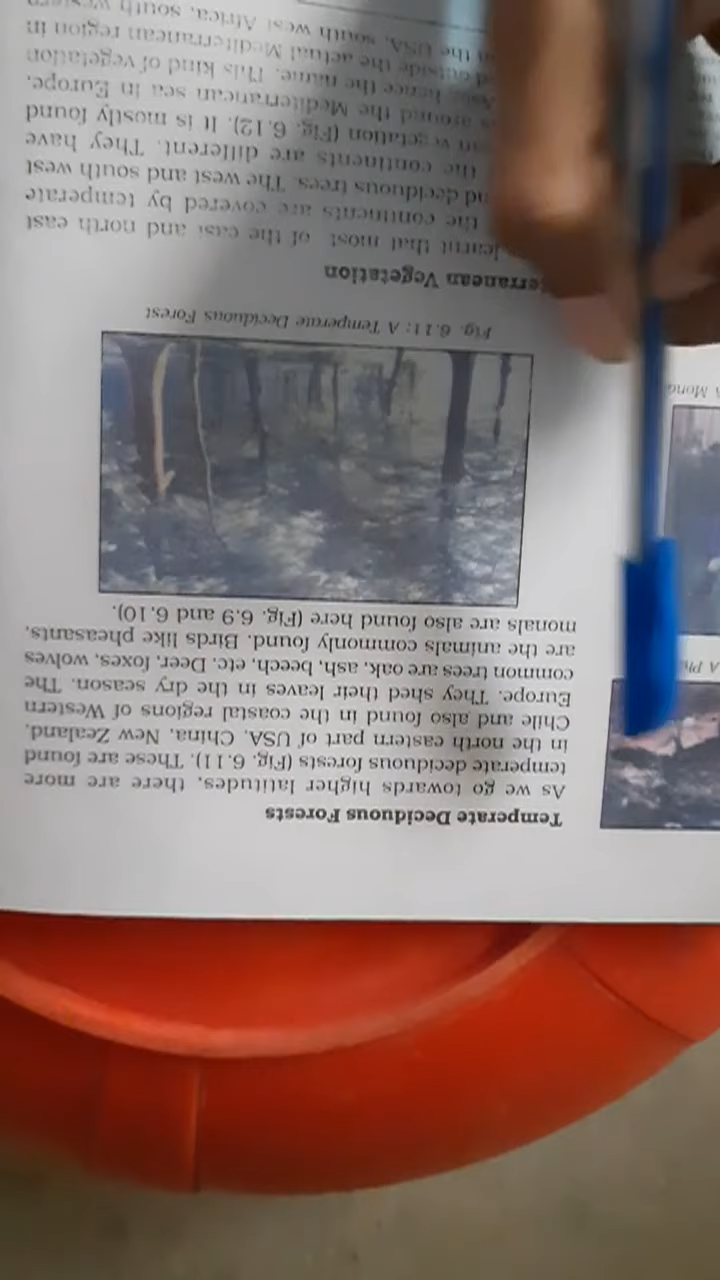 Temperate Deciduous Forests
As we go towards higher latitudes, there are more
temperate deciduous forests (Fig. 6.11). These are found
in the north eastern part of USA, China, New Zealand,
Chile and also found in the coastal regions of Western
Europe. They shed their leaves in the dry season. The
common trees are oak, ash, beech, etc. Deer, foxes, wolves
are the animals commonly found. Birds like pheasants,
monals are also found here (Fig. 6.9 and 6.10).
Fig. 6.11: A Temperate Deciduous Forest
terranean Vegetation
learnt that most of the east and north east
the continents are covered by temperate
nd deciduous trees. The west and south west
the continents are different. They have
an vegetation (Fig. 6.12). It is mostly found
s around the Mediterranean sea in Europe,
Asia, hence the name. This kind of vegetation
d outside the actual Mediterranean region in
in the USA, south west Africa, south western
A Ph
A Mona